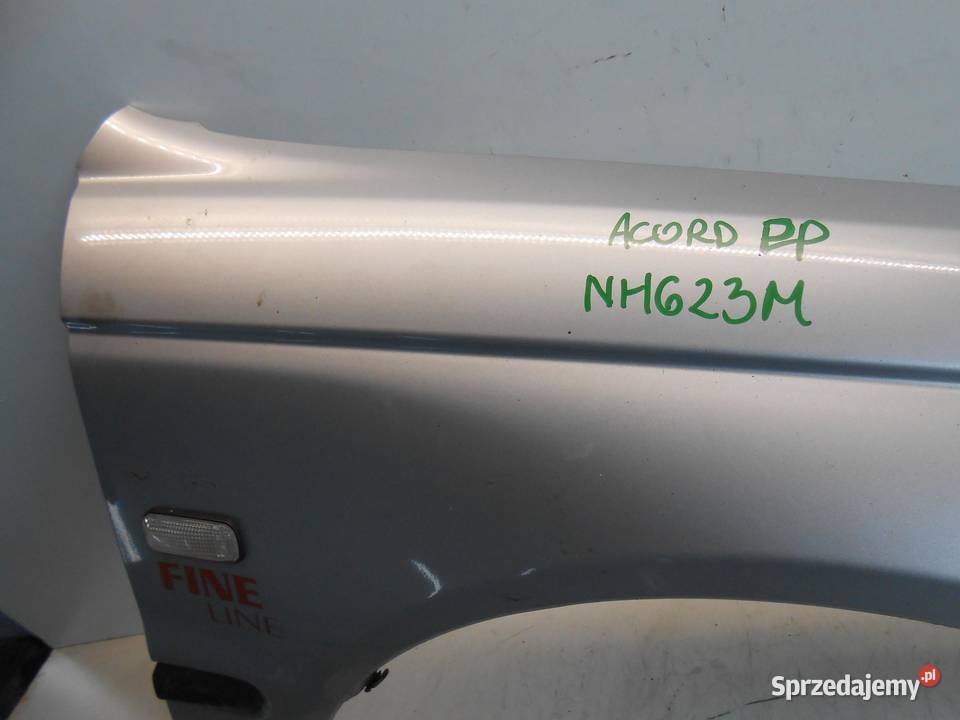 ACORD PP
NH623M
FINE
LINE
Sprzedajemy.pl